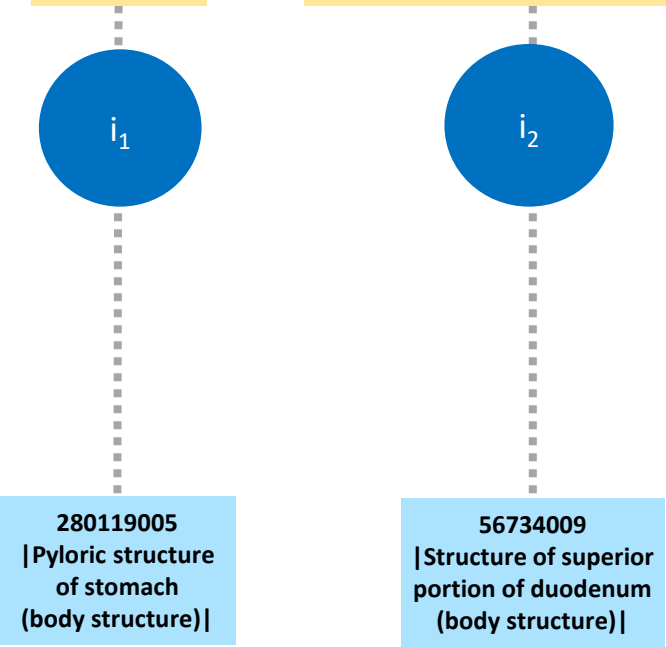 i₁
i₂
280119005
|Pyloric structure
of stomach
(body structure)|
56734009
|Structure of superior
portion of duodenum
(body structure)|